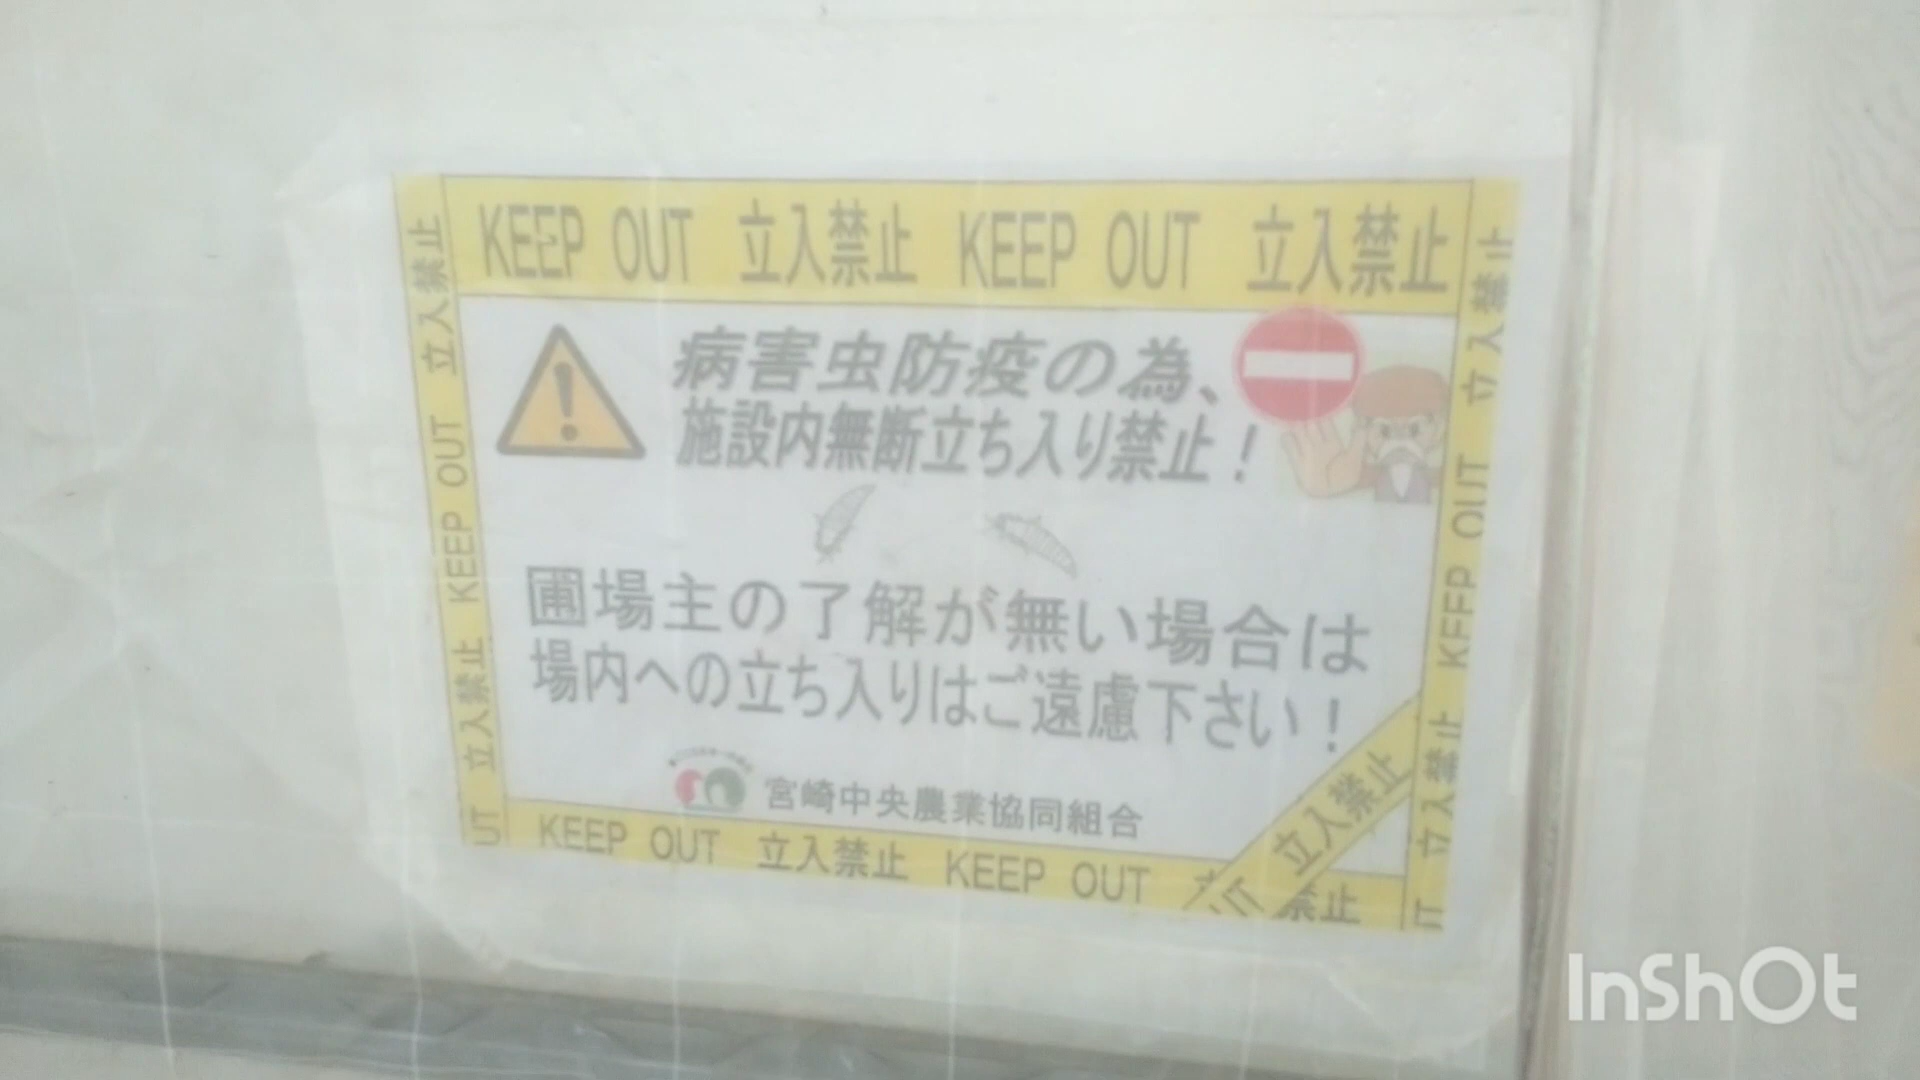 KEEP OUT 立入禁止 KEEP OUT 立入禁止
立入禁止 KEEP OUT 立入禁止
立入禁止 KEEP OUT 立入禁止
病害虫防疫の為、
施設内無断立ち入り禁止！
圃場主の了解が無い場合は
場内への立ち入りはご遠慮下さい！
宮崎中央農業協同組合
立入禁止
KEEP OUT 立入禁止 KEEP OUT
禁止
InShOt